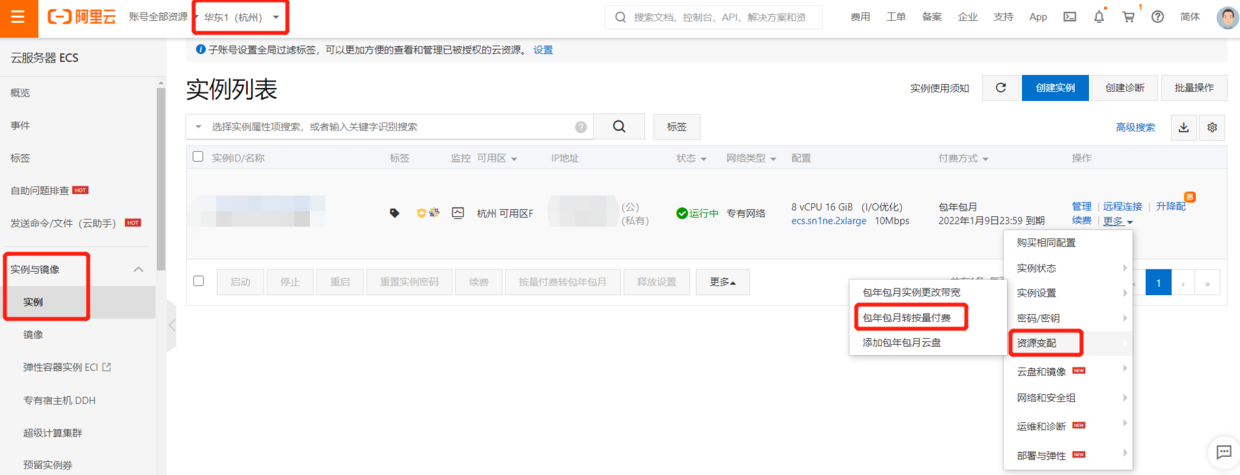 阿里云 账号全部资源 华东1（杭州） 搜索文档、控制台、API、解决方案和资 费用 工单 备案 企业 支持 App 1 简体
云服务器 ECS
子账号设置全局过滤标签，可以更加方便的查看和管理已被授权的云资源。 设置
概览
事件
标签
自助问题排查 HOT
发送命令/文件（云助手） HOT
实例与镜像
实例
镜像
弹性容器实例 ECI
专有宿主机 DDH
超级计算集群
预留实例券
实例列表
实例使用须知 创建实例 创建诊断 批量操作
选择实例属性项搜索，或者输入关键字识别搜索 标签 高级搜索
实例ID/名称 标签 监控 可用区 IP地址 状态 网络类型 配置 付费方式 操作
杭州 可用区F (公) 运行中 专有网络 8 vCPU 16 GiB （I/O优化） 包年包月 管理 | 远程连接 | 升降配 惠
(私有) ecs.sn1ne.2xlarge 10Mbps 2022年1月9日23:59 到期 续费 | 更多
启动 停止 重启 重置实例密码 续费 按量付费转包年包月 释放设置 更多 1
购买相同配置
实例状态
实例设置
密码/密钥
资源变配
云盘和镜像 NEW
网络和安全组
运维和诊断 NEW
部署与弹性 NEW
包年包月实例更改带宽
包年包月转按量付费
添加包年包月云盘